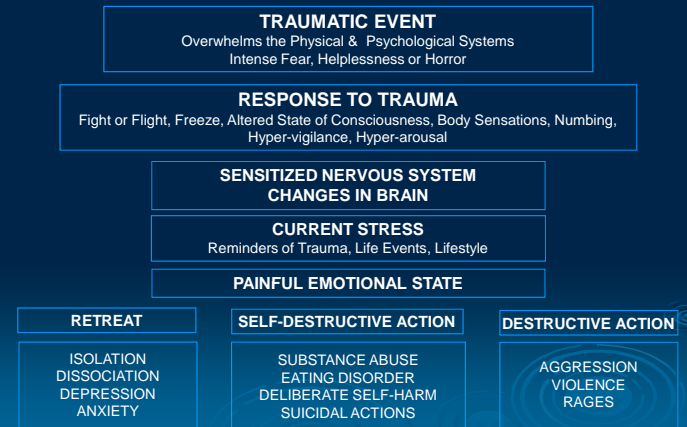 TRAUMATIC EVENT
Overwhelms the Physical & Psychological Systems
Intense Fear, Helplessness or Horror
RESPONSE TO TRAUMA
Fight or Flight, Freeze, Altered State of Consciousness, Body Sensations, Numbing,
Hyper-vigilance, Hyper-arousal
SENSITIZED NERVOUS SYSTEM
CHANGES IN BRAIN
CURRENT STRESS
Reminders of Trauma, Life Events, Lifestyle
PAINFUL EMOTIONAL STATE
RETREAT
ISOLATION
DISSOCIATION
DEPRESSION
ANXIETY
SELF-DESTRUCTIVE ACTION
SUBSTANCE ABUSE
EATING DISORDER
DELIBERATE SELF-HARM
SUICIDAL ACTIONS
DESTRUCTIVE ACTION
AGGRESSION
VIOLENCE
RAGES